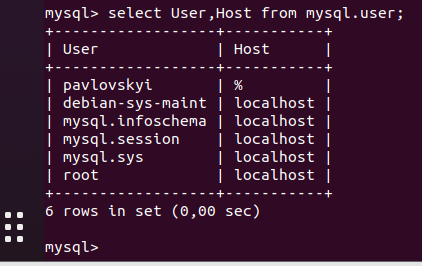 mysql> select User,Host from mysql.user;
+------------------+-----------+
| User             | Host      |
+------------------+-----------+
| pavlovskyi       | %         |
| debian-sys-maint | localhost |
| mysql.infoschema | localhost |
| mysql.session    | localhost |
| mysql.sys        | localhost |
| root             | localhost |
+------------------+-----------+
6 rows in set (0,00 sec)
mysql>